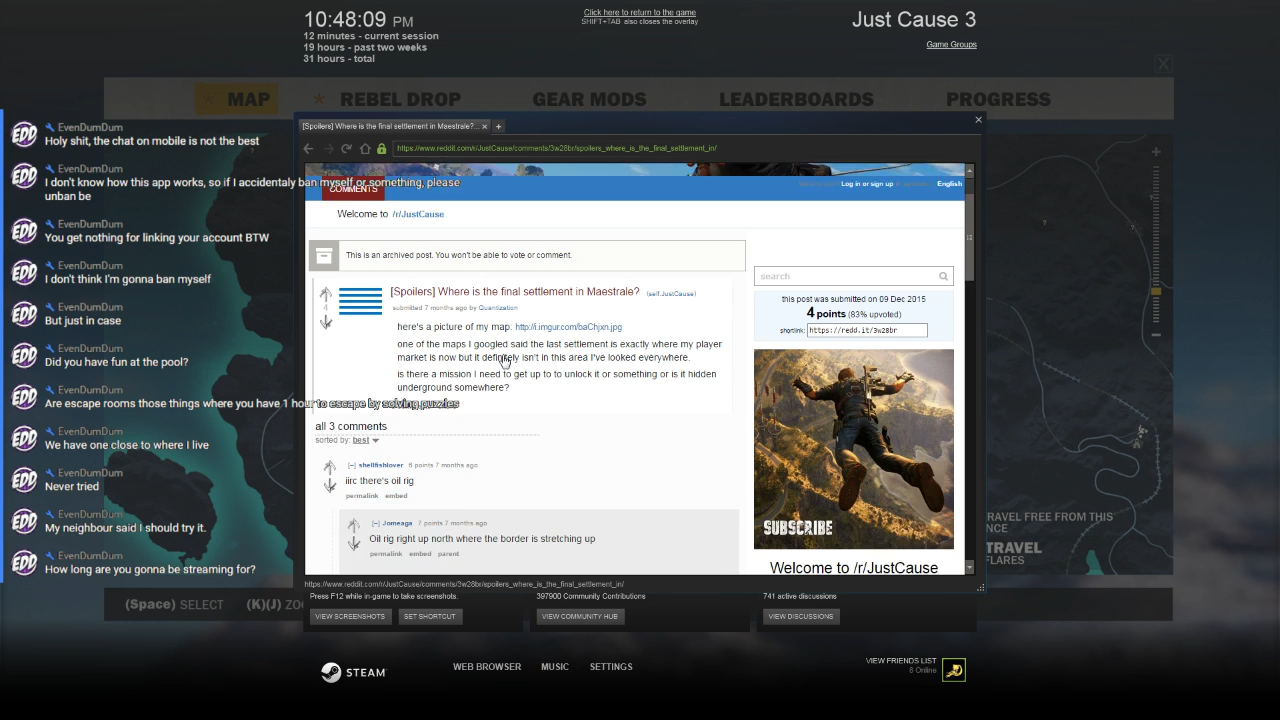 10:48:09 PM
12 minutes - current session
19 hours - past two weeks
31 hours - total
Click here to return to the game
SHIFT+TAB also closes the overlay
Just Cause 3
Game Groups
MAP
REBEL DROP
GEAR MODS
LEADERBOARDS
PROGRESS
EvenDumDum
Holy shit, the chat on mobile is not the best
EvenDumDum
I don't know how this app works, so if I accidentaly ban myself or something, please
unban be
EvenDumDum
You get nothing for linking your account BTW
EvenDumDum
I don't think I'm gonna ban myself
EvenDumDum
But just in case
EvenDumDum
Did you have fun at the pool?
EvenDumDum
Are escape rooms those things where you have 1 hour to escape by solving puzzles
EvenDumDum
We have one close to where I live
EvenDumDum
Never tried
EvenDumDum
My neighbour said I should try it.
EvenDumDum
How long are you gonna be streaming for?
[Spoilers] Where is the final settlement in Maestrale?...
https://www.reddit.com/r/JustCause/comments/3w28br/spoilers_where_is_the_final_settlement_in/
COMMENTS
Log in or sign up
English
Welcome to /r/JustCause
This is an archived post. You won't be able to vote or comment.
4
[Spoilers] Where is the final settlement in Maestrale? (self.JustCause)
submitted 7 months ago by Quantization
here's a picture of my map: http://i.imgur.com/baChjxn.jpg
one of the maps I googled said the last settlement is exactly where my player
market is now but it definitely isn't in this area I've looked everywhere.
is there a mission I need to get up to to unlock it or something or is it hidden
underground somewhere?
all 3 comments
sorted by: best
[–] shellfishlover 6 points 7 months ago
iirc there's oil rig
permalink embed
[–] Jomeaga 7 points 7 months ago
Oil rig right up north where the border is stretching up
permalink embed parent
search
this post was submitted on 09 Dec 2015
4 points (83% upvoted)
shortlink: https://redd.it/3w28br
SUBSCRIBE
Welcome to /r/JustCause
https://www.reddit.com/r/JustCause/comments/3w28br/spoilers_where_is_the_final_settlement_in/
RAVEL FREE FROM THIS
NCE
TRAVEL
FLARES
(Space) SELECT
(K)(J) ZOO
Press F12 while in-game to take screenshots.
VIEW SCREENSHOTS
SET SHORTCUT
397900 Community Contributions
VIEW COMMUNITY HUB
741 active discussions
VIEW DISCUSSIONS
STEAM
WEB BROWSER
MUSIC
SETTINGS
VIEW FRIENDS LIST
6 Online